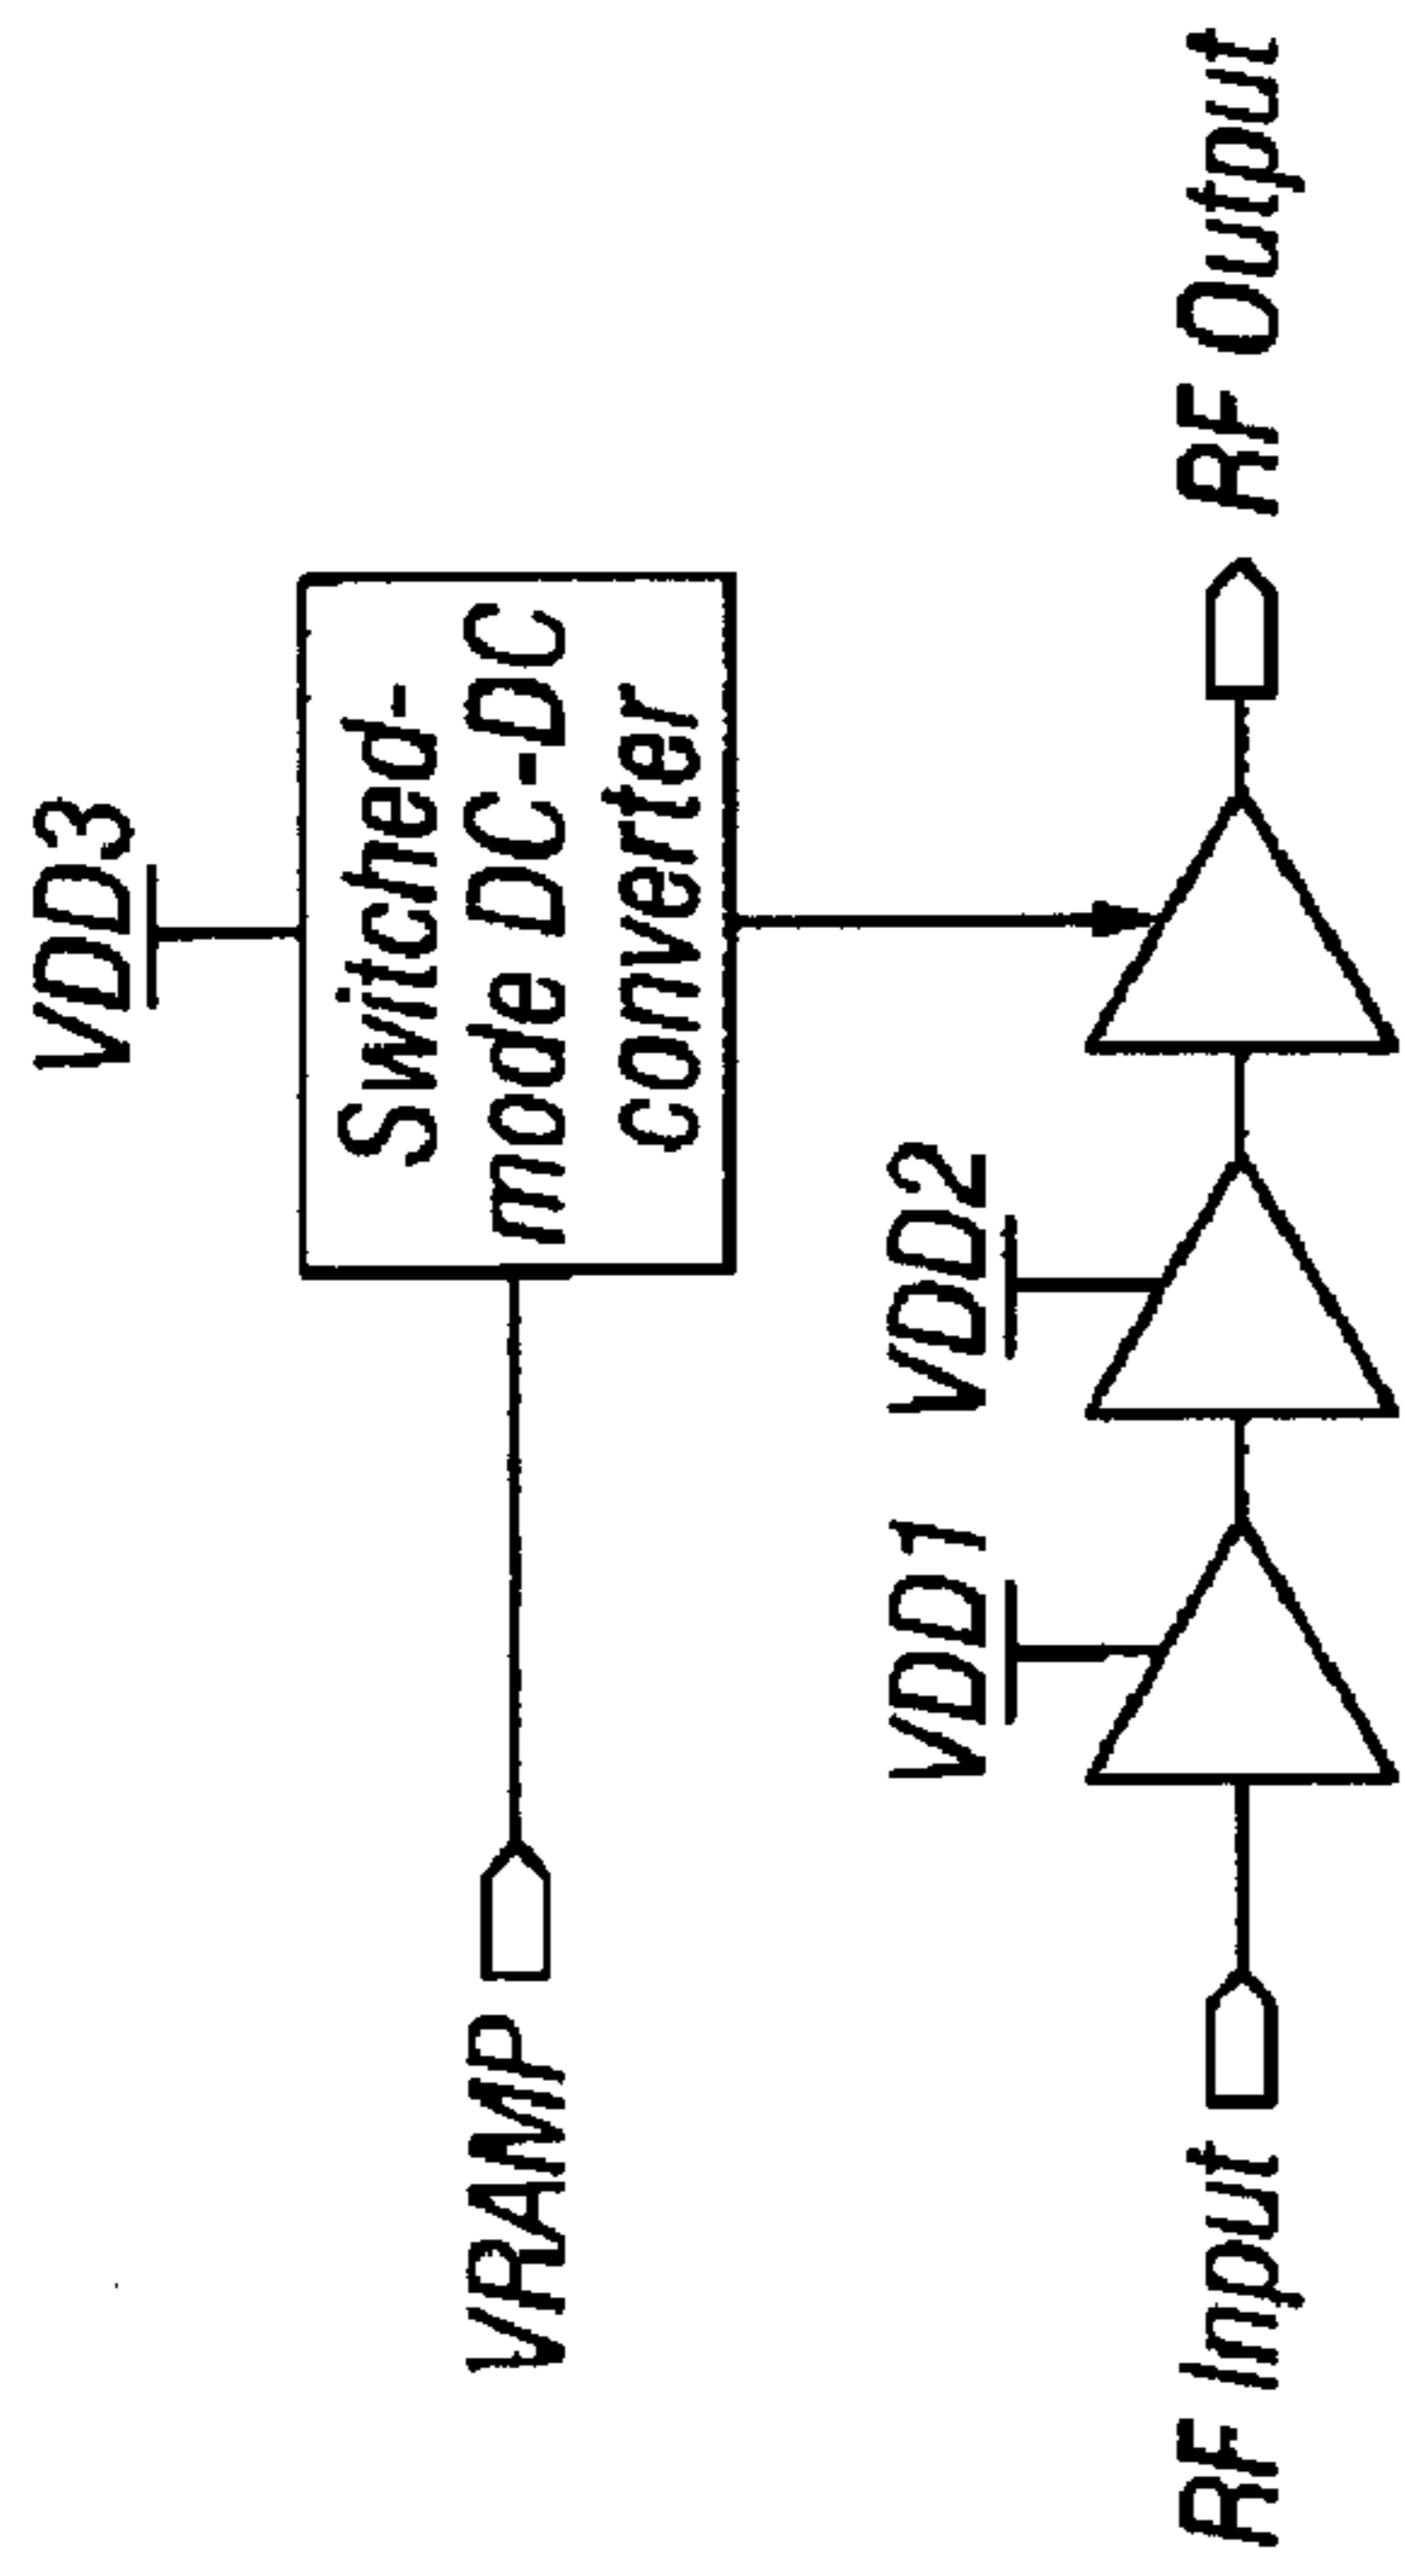 VDD3
Switched-
mode DC-DC
converter
VRAMP
VDD1
VDD2
RF Input
RF Output